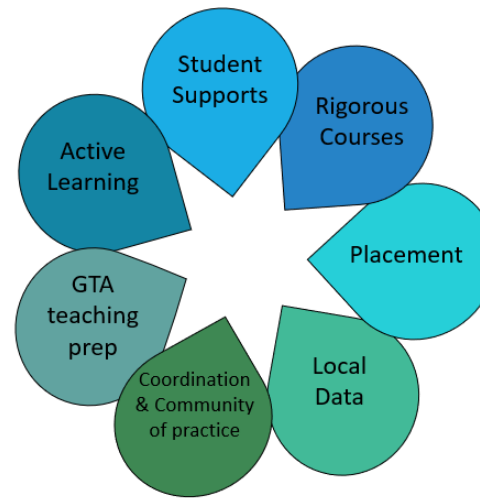 Student
Supports
Rigorous
Courses
Placement
Local
Data
Coordination
& Community
of practice
GTA
teaching
prep
Active
Learning